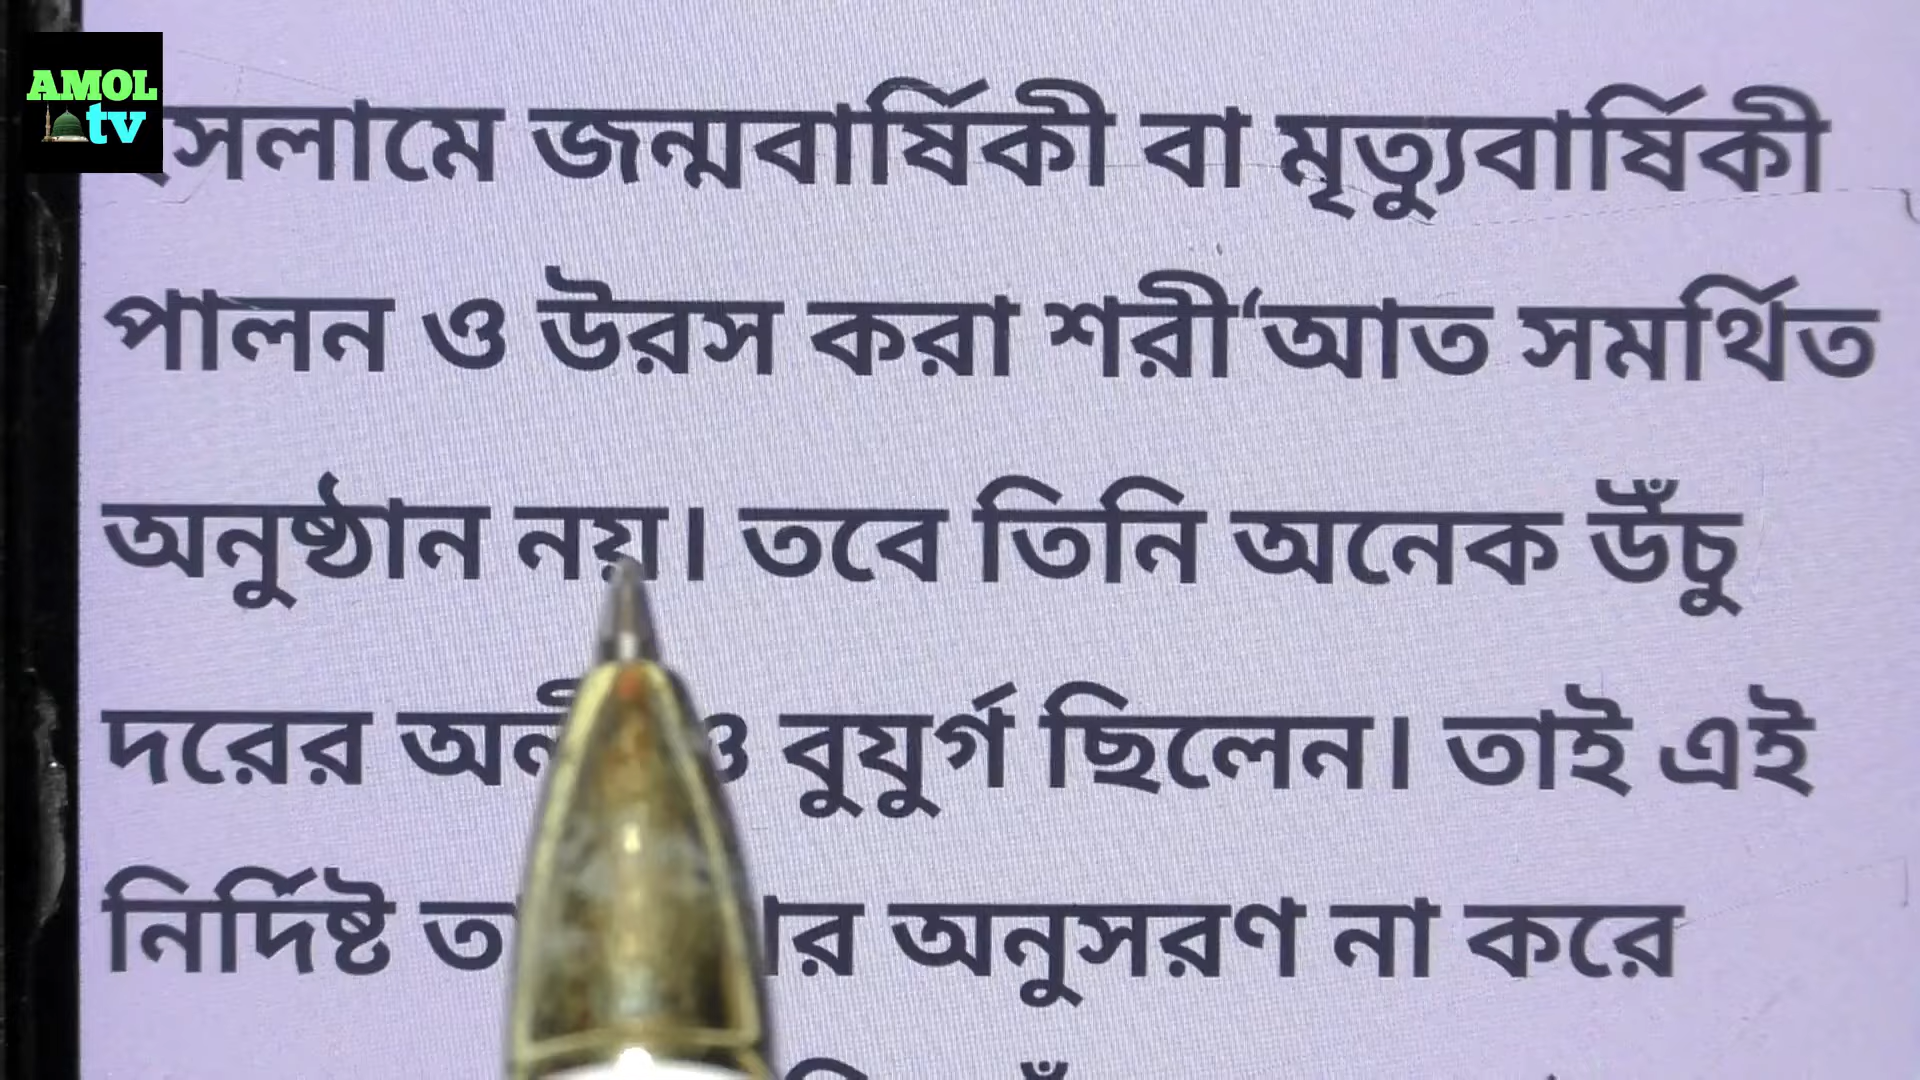 AMOL
tv
জন্মবার্ষিকী বা মৃত্যুবার্ষিকী
পালন ও উরস করা শরী‘আত সমর্থিত
অনুষ্ঠান নয়। তবে তিনি অনেক উঁচু
দরের ও বুযুর্গ ছিলেন। তাই এই
নির্দিষ্ট অনুসরণ না করে